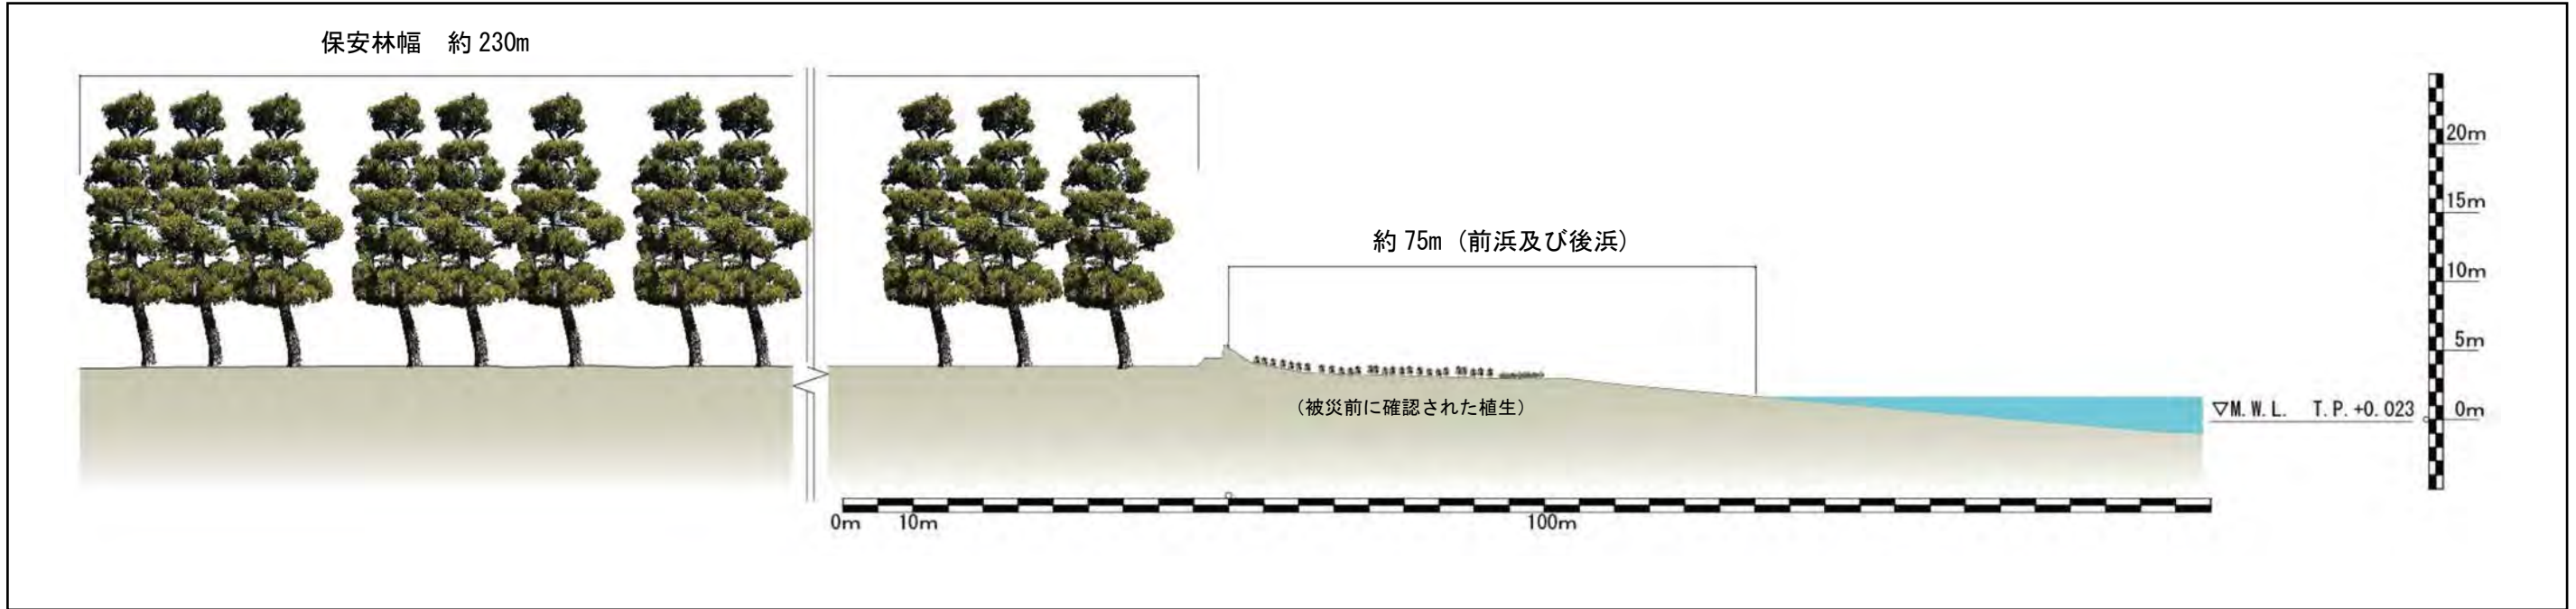 保安林幅　約 230m
20m
15m
約 75m（前浜及び後浜）
10m
5m
（被災前に確認された植生）
▽M.W.L.　T.P.+0.023
0m
0m
10m
100m